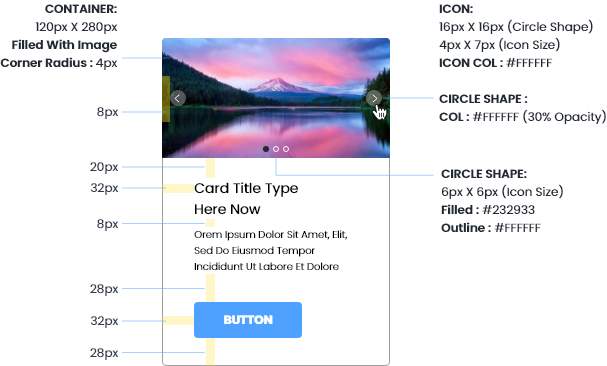 CONTAINER:
120px X 280px
Filled With Image
Corner Radius : 4px
8px
20px
32px
8px
28px
32px
28px
Card Title Type
Here Now
Orem Ipsum Dolor Sit Amet, Elit,
Sed Do Eiusmod Tempor
Incididunt Ut Labore Et Dolore
BUTTON
ICON:
16px X 16px (Circle Shape)
4px X 7px (Icon Size)
ICON COL : #FFFFFF
CIRCLE SHAPE :
COL : #FFFFFF (30% Opacity)
CIRCLE SHAPE:
6px X 6px (Icon Size)
Filled : #232933
Outline : #FFFFFF